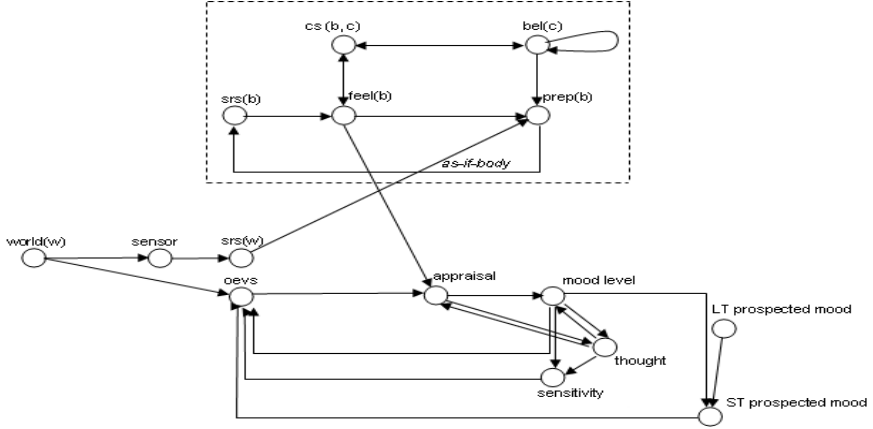 cs (b, c)
bel(c)
srs(b)
feel(b)
prep(b)
as-if-body
world(w)
sensor
srs(w)
oevs
appraisal
mood level
LT prospected mood
thought
sensitivity
ST prospected mood